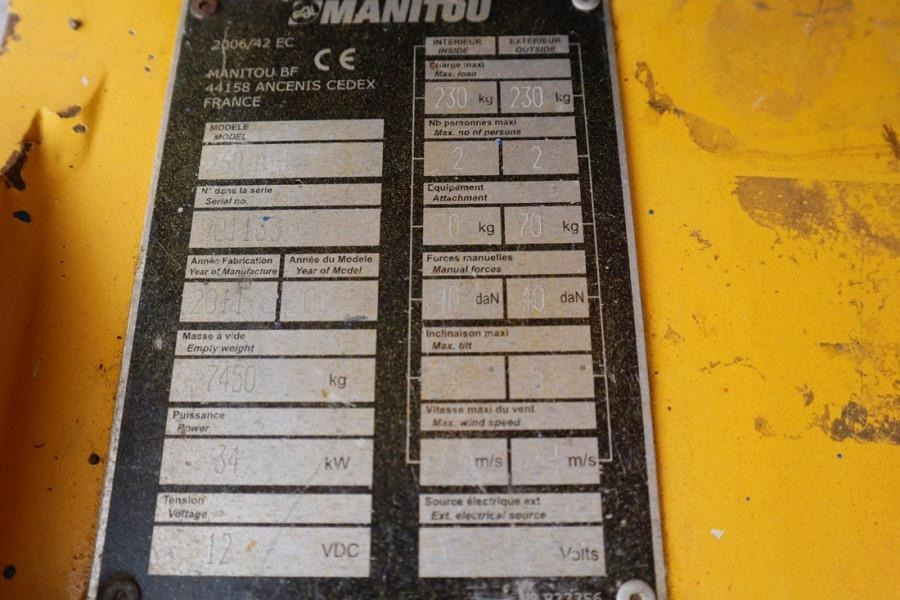 MANITOU
2006/42 EC
CE
MANITOU BF
44158 ANCENIS CEDEX
FRANCE
MODELE
MODEL
N° dans la série
Serial no.
Année Fabrication
Year of Manufacture
Année du Modele
Year of Model
Masse à vide
Empty weight
7450 kg
Puissance
Power
34 kW
Tension
Voltage
12 VDC
INTERIEUR
INSIDE
EXTERIEUR
OUTSIDE
Charge maxi
Max. load
230 kg 230 kg
Nb personnes maxi
Max. no of persons
2 2
Equipement
Attachment
kg 70 kg
Forces manuelles
Manual forces
daN 40 daN
Inclinaison maxi
Max. tilt
° 5 °
Vitesse maxi du vent
Max. wind speed
m/s m/s
Source électrique ext
Ext. electrical source
Volts